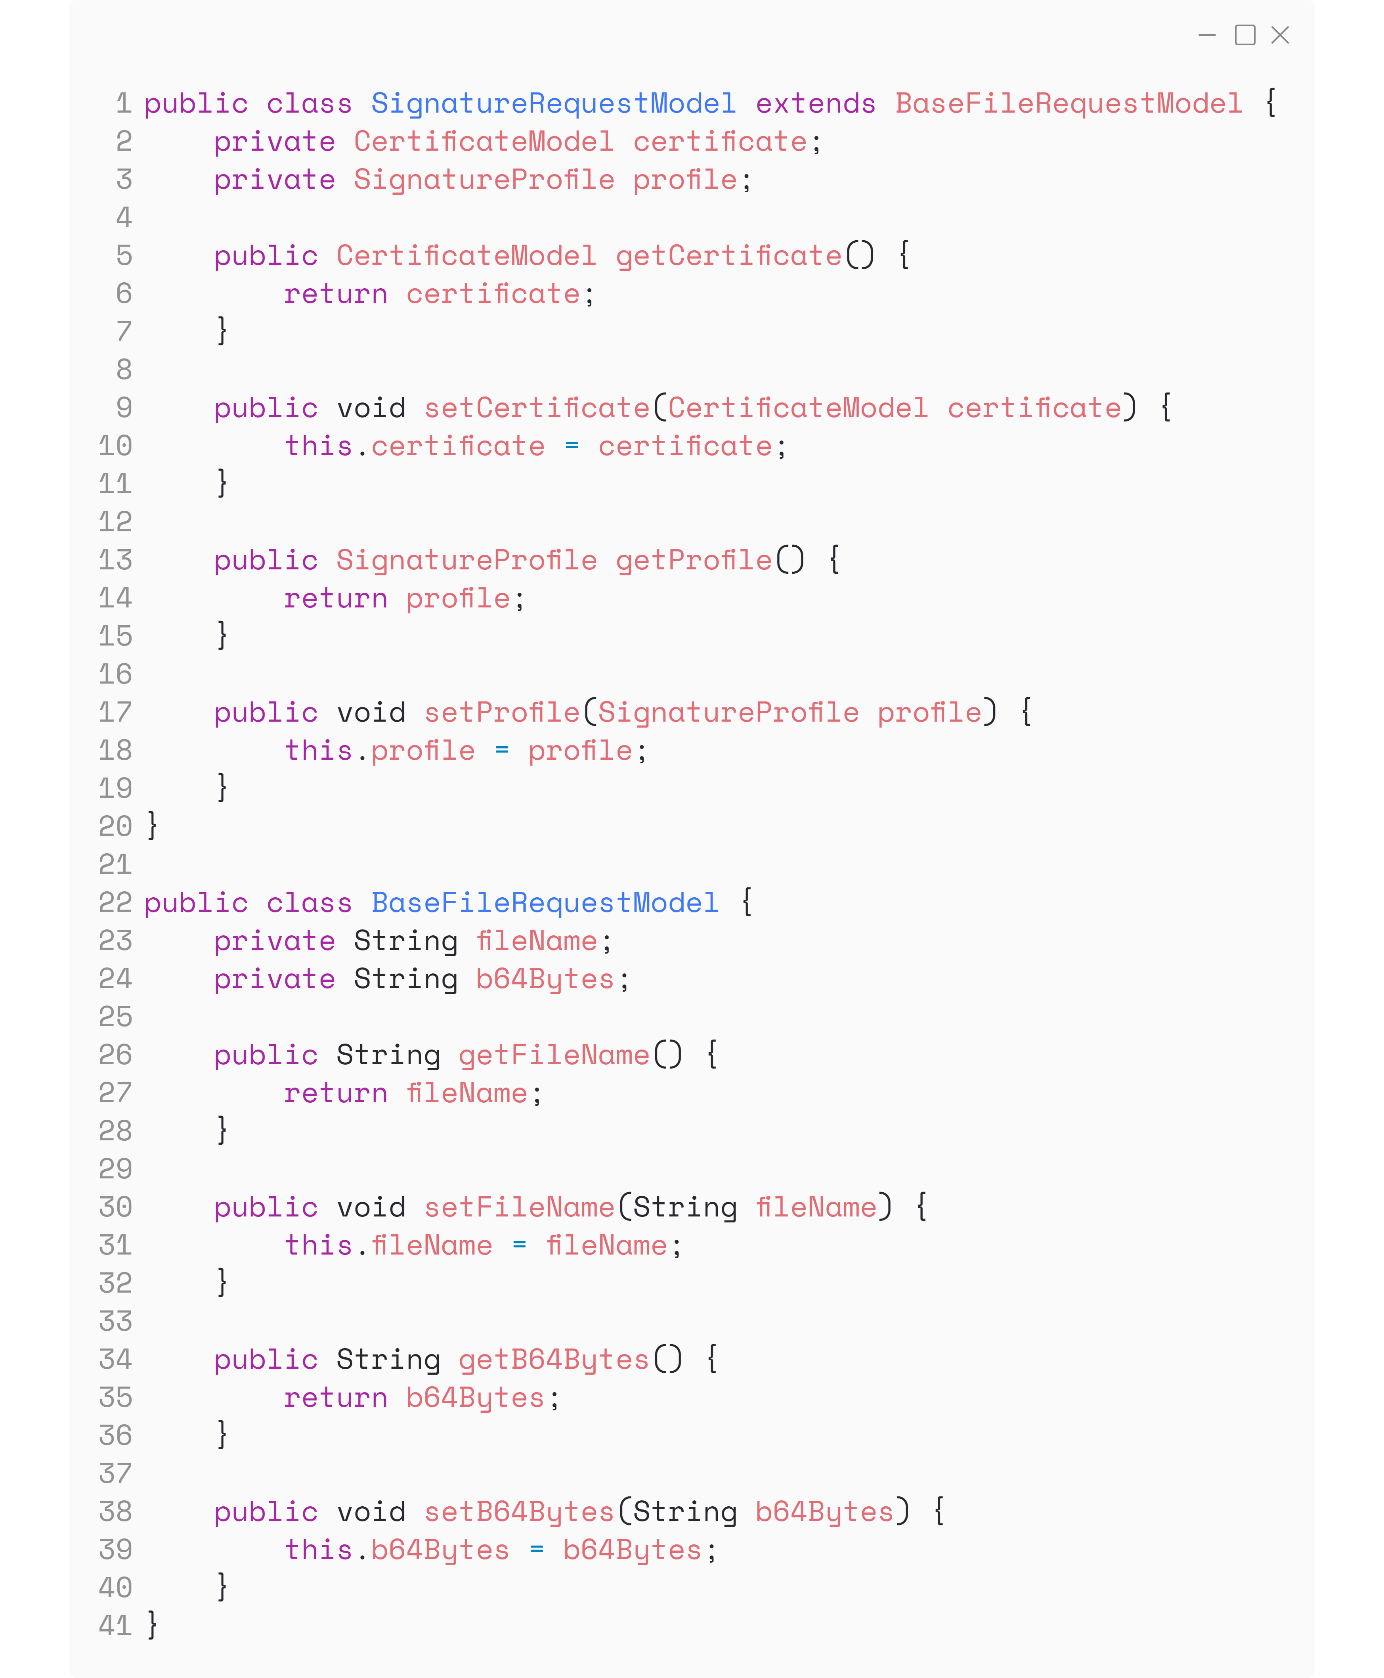 1 public class SignatureRequestModel extends BaseFileRequestModel {
2     private CertificateModel certificate;
3     private SignatureProfile profile;
4
5     public CertificateModel getCertificate() {
6         return certificate;
7     }
8
9     public void setCertificate(CertificateModel certificate) {
10         this.certificate = certificate;
11     }
12
13     public SignatureProfile getProfile() {
14         return profile;
15     }
16
17     public void setProfile(SignatureProfile profile) {
18         this.profile = profile;
19     }
20 }
21
22 public class BaseFileRequestModel {
23     private String fileName;
24     private String b64Bytes;
25
26     public String getFileName() {
27         return fileName;
28     }
29
30     public void setFileName(String fileName) {
31         this.fileName = fileName;
32     }
33
34     public String getB64Bytes() {
35         return b64Bytes;
36     }
37
38     public void setB64Bytes(String b64Bytes) {
39         this.b64Bytes = b64Bytes;
40     }
41 }